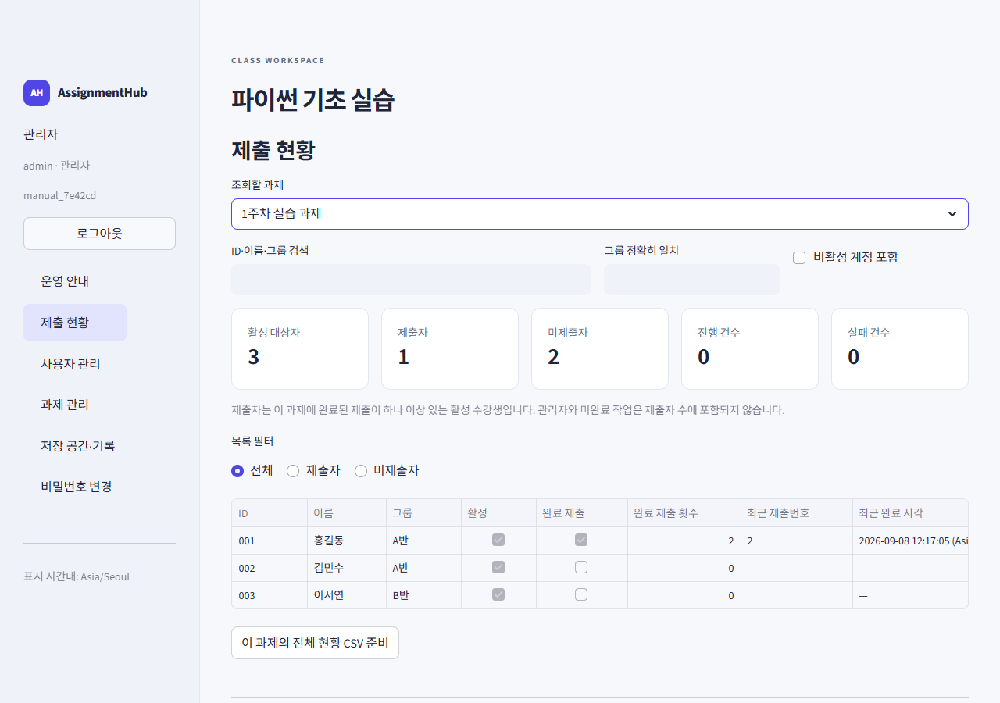 AH AssignmentHub
관리자
admin · 관리자
manual_7e42cd
로그아웃
운영 안내
제출 현황
사용자 관리
과제 관리
저장 공간·기록
비밀번호 변경
표시 시간대: Asia/Seoul
CLASS WORKSPACE
파이썬 기초 실습
제출 현황
조회할 과제
1주차 실습 과제
ID·이름·그룹 검색 그룹 정확히 일치 비활성 계정 포함
활성 대상자 제출자 미제출자 진행 건수 실패 건수
3 1 2 0 0
제출자는 이 과제에 완료된 제출이 하나 이상 있는 활성 수강생입니다. 관리자와 미완료 작업은 제출자 수에 포함되지 않습니다.
목록 필터
전체 제출자 미제출자
ID 이름 그룹 활성 완료 제출 완료 제출 횟수 최근 제출번호 최근 완료 시각
001 홍길동 A반 2 2 2026-09-08 12:17:05 (Asi
002 김민수 A반 0 —
003 이서연 B반 0 —
이 과제의 전체 현황 CSV 준비